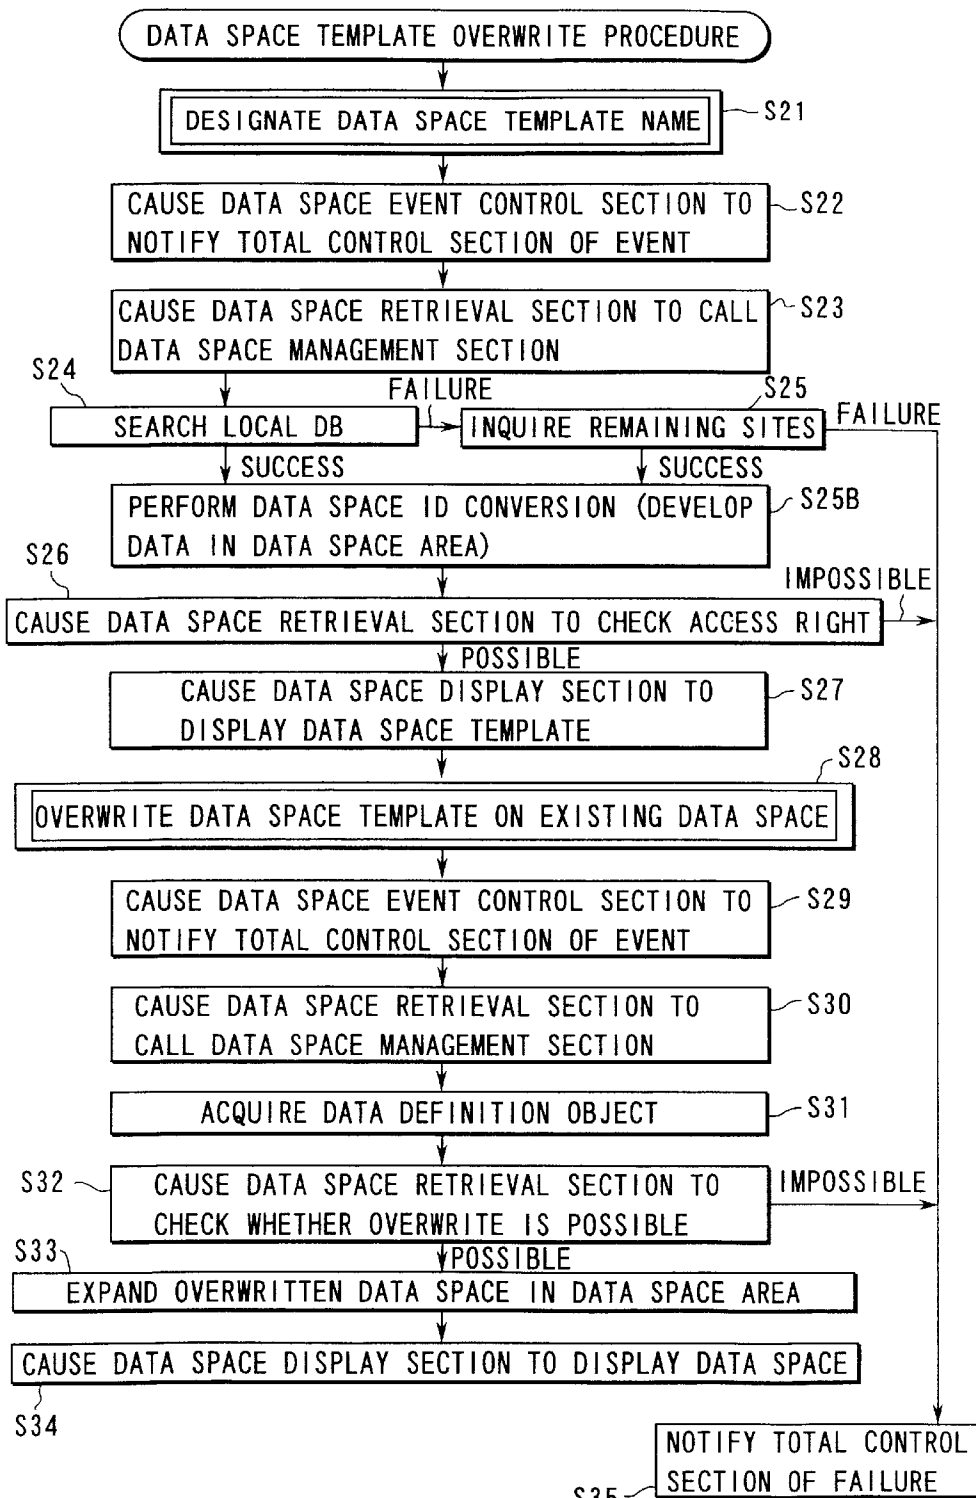 DATA SPACE TEMPLATE OVERWRITE PROCEDURE
DESIGNATE DATA SPACE TEMPLATE NAME
S21
CAUSE DATA SPACE EVENT CONTROL SECTION TO
NOTIFY TOTAL CONTROL SECTION OF EVENT
S22
CAUSE DATA SPACE RETRIEVAL SECTION TO CALL
DATA SPACE MANAGEMENT SECTION
S23
S24
FAILURE
S25
FAILURE
SEARCH LOCAL DB
INQUIRE REMAINING SITES
SUCCESS
SUCCESS
PERFORM DATA SPACE ID CONVERSION (DEVELOP
DATA IN DATA SPACE AREA)
S25B
S26
IMPOSSIBLE
CAUSE DATA SPACE RETRIEVAL SECTION TO CHECK ACCESS RIGHT
POSSIBLE
CAUSE DATA SPACE DISPLAY SECTION TO
DISPLAY DATA SPACE TEMPLATE
S27
S28
OVERWRITE DATA SPACE TEMPLATE ON EXISTING DATA SPACE
CAUSE DATA SPACE EVENT CONTROL SECTION TO
NOTIFY TOTAL CONTROL SECTION OF EVENT
S29
CAUSE DATA SPACE RETRIEVAL SECTION TO
CALL DATA SPACE MANAGEMENT SECTION
S30
ACQUIRE DATA DEFINITION OBJECT
S31
S32
CAUSE DATA SPACE RETRIEVAL SECTION TO
CHECK WHETHER OVERWRITE IS POSSIBLE
IMPOSSIBLE
POSSIBLE
S33
EXPAND OVERWRITTEN DATA SPACE IN DATA SPACE AREA
CAUSE DATA SPACE DISPLAY SECTION TO DISPLAY DATA SPACE
S34
NOTIFY TOTAL CONTROL
SECTION OF FAILURE
S35